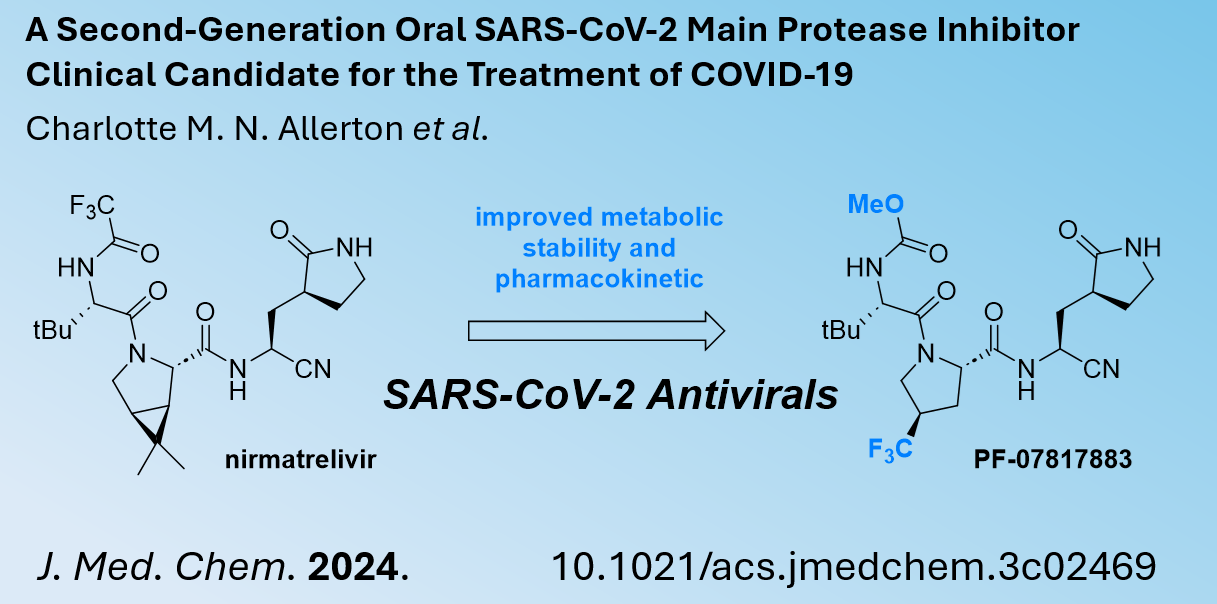 A Second-Generation Oral SARS-CoV-2 Main Protease Inhibitor
Clinical Candidate for the Treatment of COVID-19
Charlotte M. N. Allerton et al.
F₃C
O
HN
O
tBu
N
O
N
H
CN
O
NH
nirmatrelivir
improved metabolic
stability and
pharmacokinetic
SARS-CoV-2 Antivirals
MeO
O
HN
O
tBu
N
O
N
H
CN
O
NH
F₃C
PF-07817883
J. Med. Chem. 2024.
10.1021/acs.jmedchem.3c02469